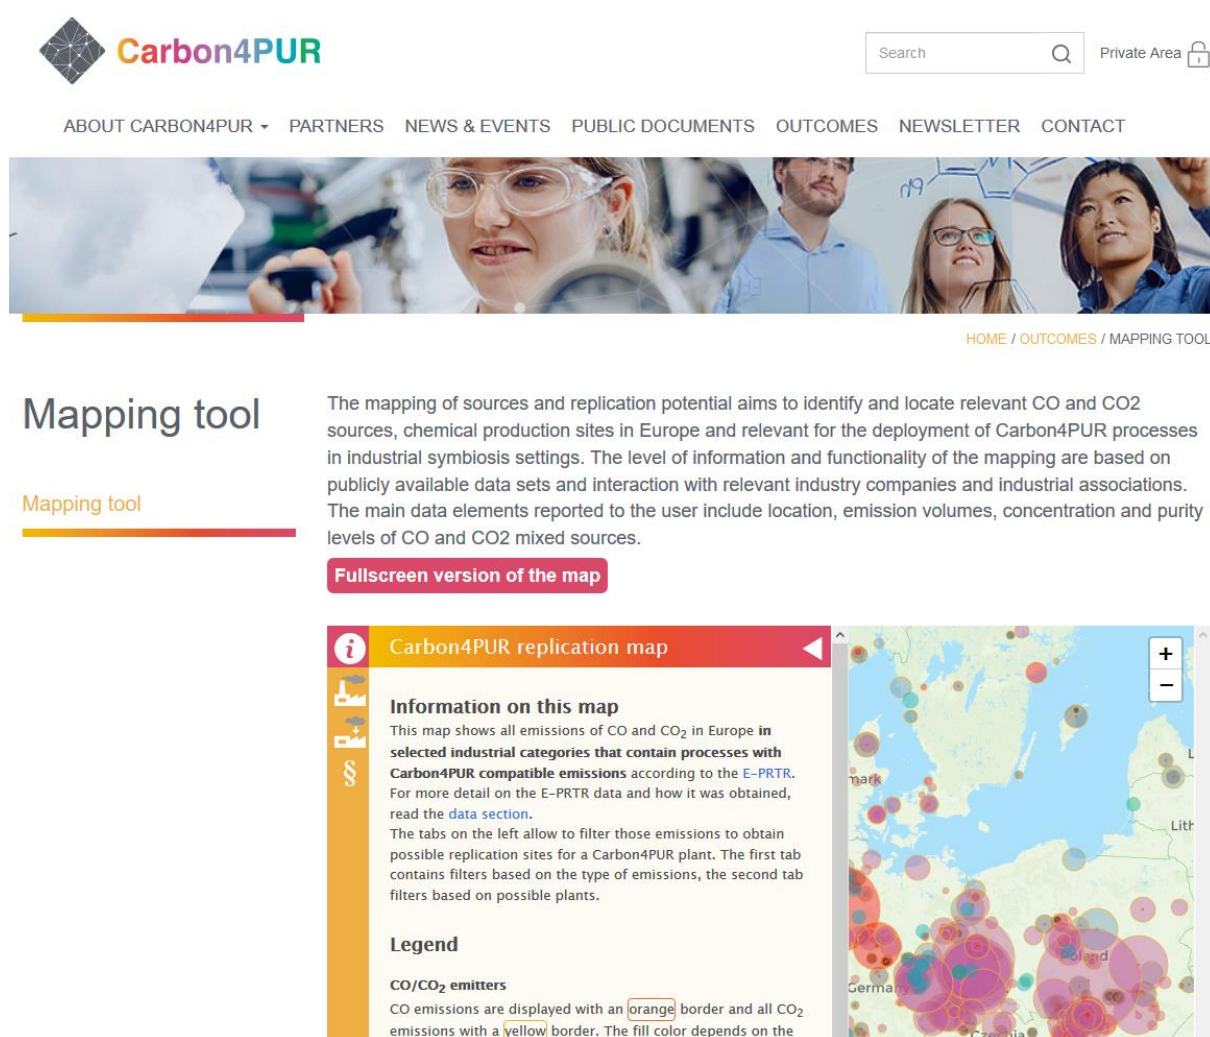 Carbon4PUR
Search
Private Area
ABOUT CARBON4PUR
PARTNERS
NEWS & EVENTS
PUBLIC DOCUMENTS
OUTCOMES
NEWSLETTER
CONTACT
HOME / OUTCOMES / MAPPING TOOL
Mapping tool
Mapping tool
The mapping of sources and replication potential aims to identify and locate relevant CO and CO2
sources, chemical production sites in Europe and relevant for the deployment of Carbon4PUR processes
in industrial symbiosis settings. The level of information and functionality of the mapping are based on
publicly available data sets and interaction with relevant industry companies and industrial associations.
The main data elements reported to the user include location, emission volumes, concentration and purity
levels of CO and CO2 mixed sources.
Fullscreen version of the map
i
§
Carbon4PUR replication map
Information on this map
This map shows all emissions of CO and CO₂ in Europe in
selected industrial categories that contain processes with
Carbon4PUR compatible emissions according to the E-PRTR.
For more detail on the E-PRTR data and how it was obtained,
read the data section.
The tabs on the left allow to filter those emissions to obtain
possible replication sites for a Carbon4PUR plant. The first tab
contains filters based on the type of emissions, the second tab
filters based on possible plants.
Legend
CO/CO₂ emitters
CO emissions are displayed with an orange border and all CO₂
emissions with a yellow border. The fill color depends on the
+
−
mark
L
Lith
Poland
German
Czechia